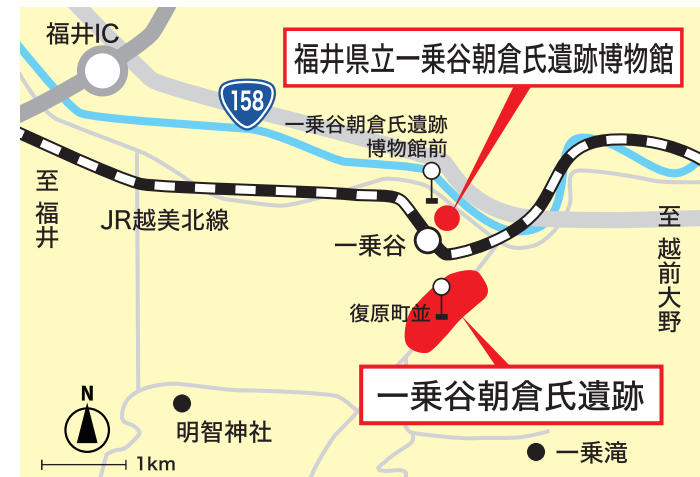 福井IC
福井県立一乗谷朝倉氏遺跡博物館
158
一乗谷朝倉氏遺跡
博物館前
至 福井
JR越美北線
一乗谷
至 越前大野
復原町並
一乗谷朝倉氏遺跡
N
明智神社
1km
一乗滝